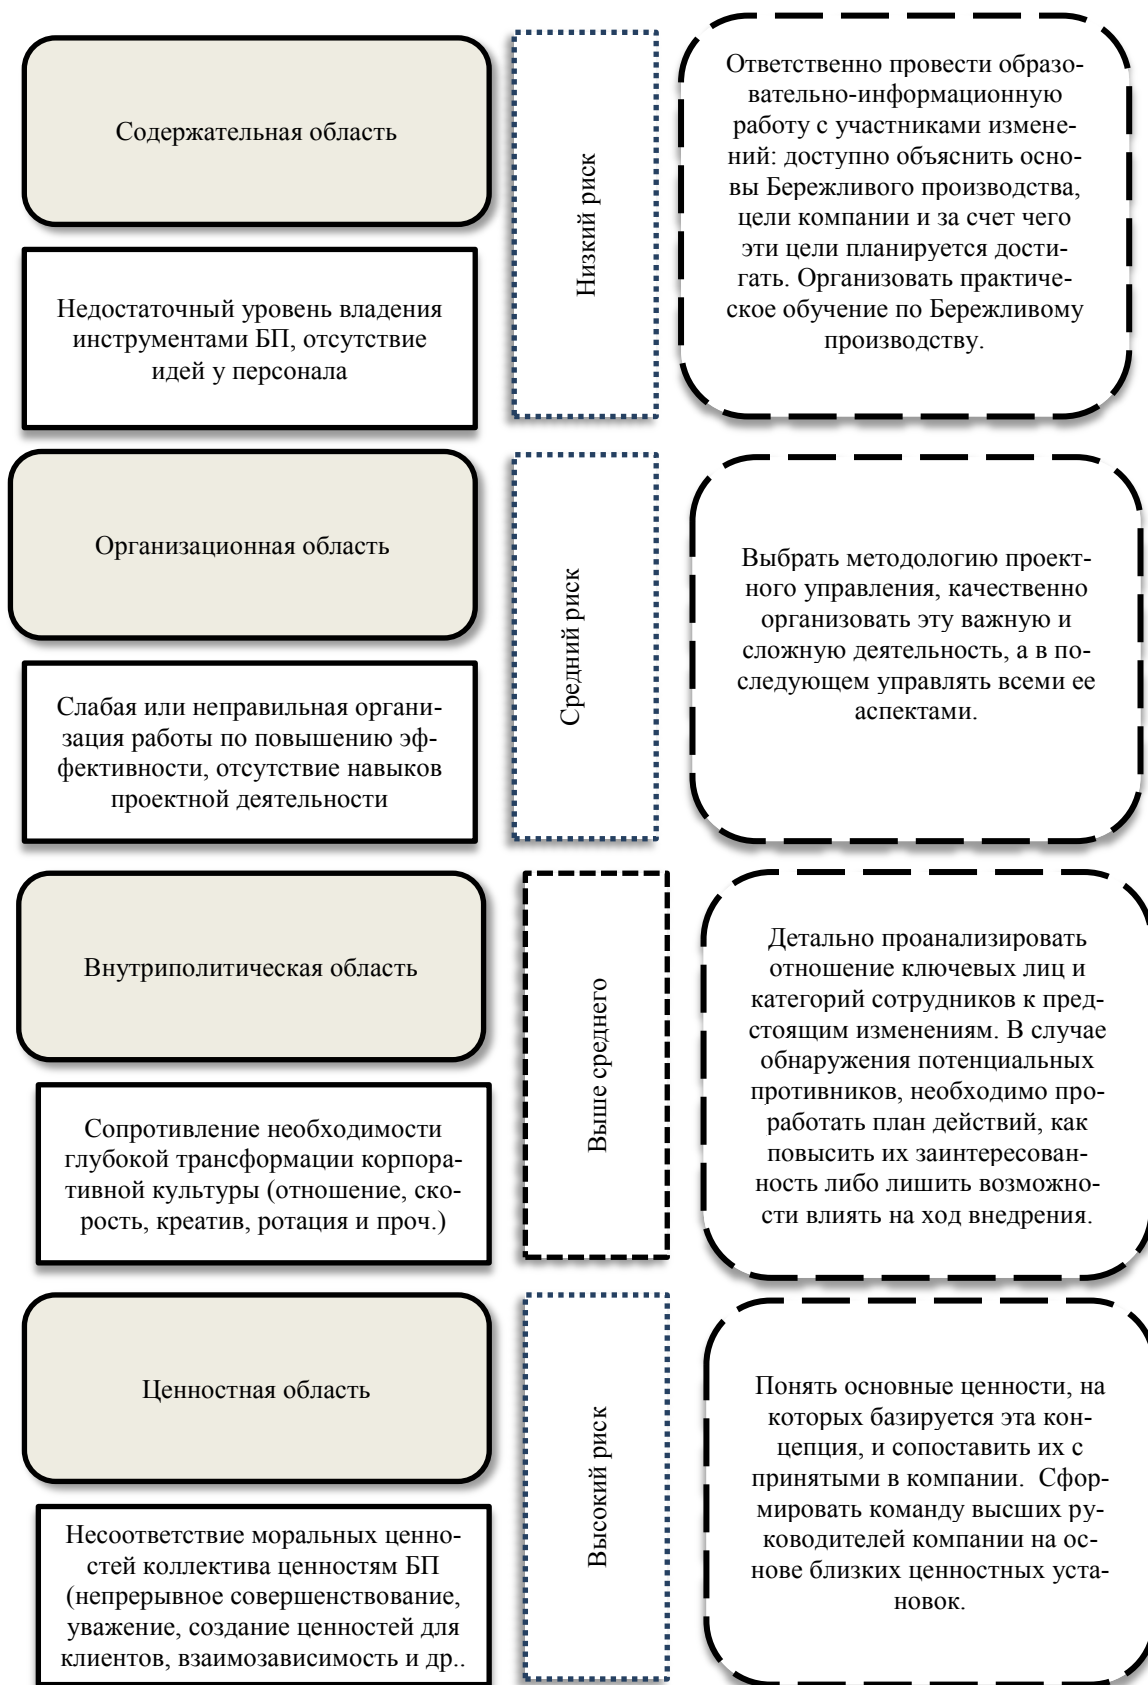 Содержательная область
Недостаточный уровень владения
инструментами БП, отсутствие
идей у персонала
Низкий риск
Ответственно провести образо-
вательно-информационную
работу с участниками измене-
ний: доступно объяснить осно-
вы Бережливого производства,
цели компании и за счет чего
эти цели планируется дости-
гать. Организовать практиче-
ское обучение по Бережливому
производству.
Организационная область
Слабая или неправильная органи-
зация работы по повышению эф-
фективности, отсутствие навыков
проектной деятельности
Средний риск
Выбрать методологию проект-
ного управления, качественно
организовать эту важную и
сложную деятельность, а в по-
следующем управлять всеми ее
аспектами.
Внутриполитическая область
Сопротивление необходимости
глубокой трансформации корпора-
тивной культуры (отношение, ско-
рость, креатив, ротация и проч.)
Выше среднего
Детально проанализировать
отношение ключевых лиц и
категорий сотрудников к пред-
стоящим изменениям. В случае
обнаружения потенциальных
противников, необходимо про-
работать план действий, как
повысить их заинтересован-
ность либо лишить возможно-
сти влиять на ход внедрения.
Ценностная область
Несоответствие моральных ценно-
стей коллектива ценностям БП
(непрерывное совершенствование,
уважение, создание ценностей для
клиентов, взаимозависимость и др..
Высокий риск
Понять основные ценности, на
которых базируется эта кон-
цепция, и сопоставить их с
принятыми в компании.  Сфор-
мировать команду высших ру-
ководителей компании на ос-
нове близких ценностных уста-
новок.